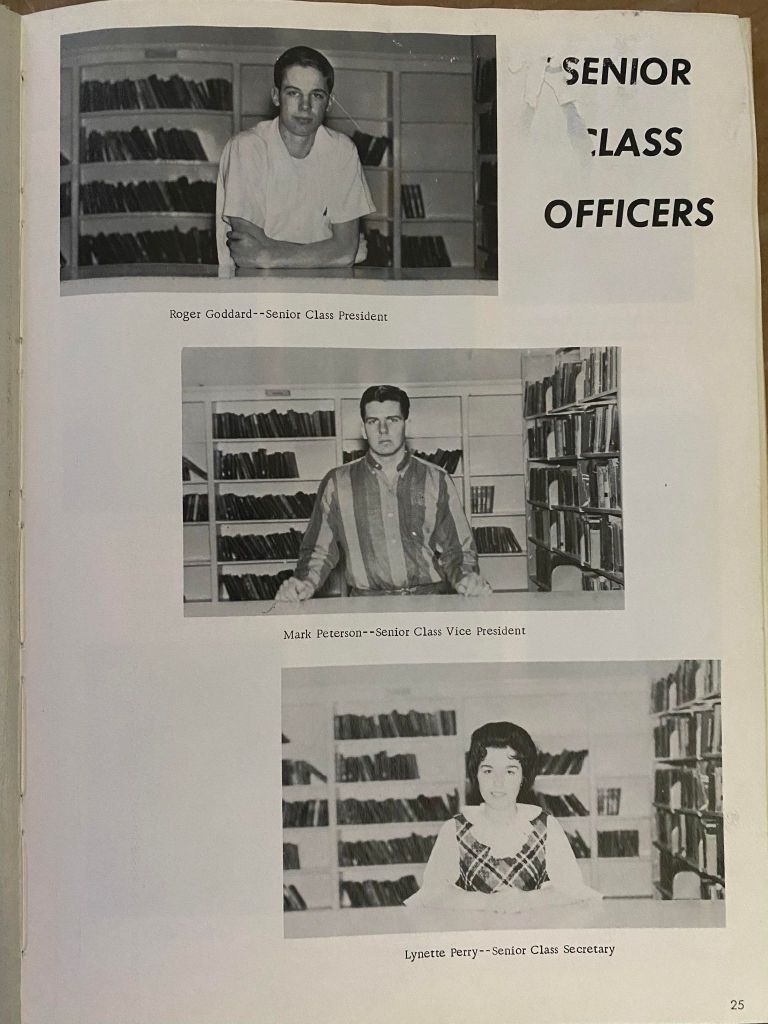 SENIOR
CLASS
OFFICERS
Roger Goddard--Senior Class President
Mark Peterson--Senior Class Vice President
Lynette Perry--Senior Class Secretary
25